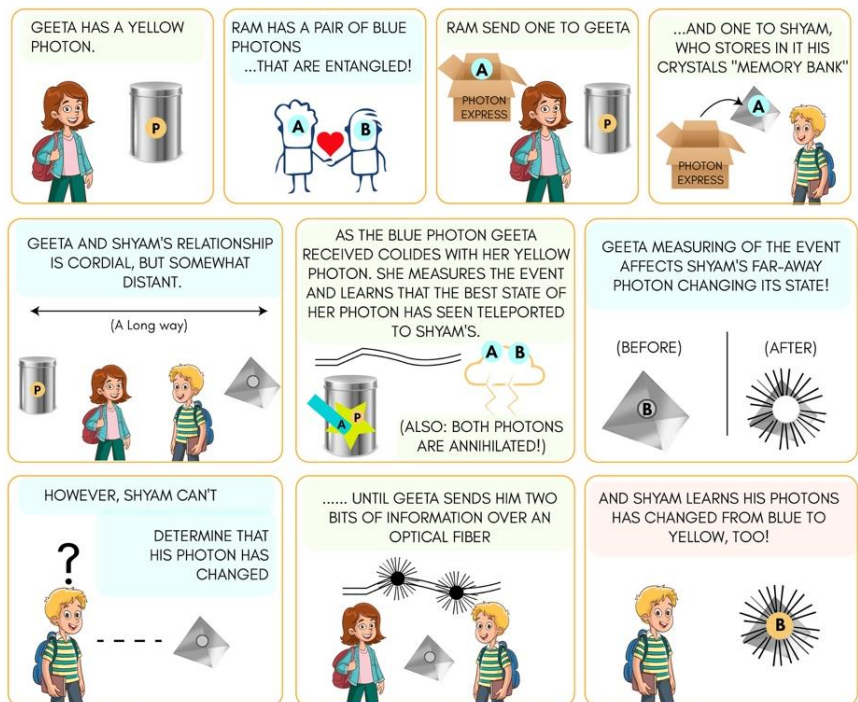 GEETA HAS A YELLOW
PHOTON.
P
RAM HAS A PAIR OF BLUE
PHOTONS
...THAT ARE ENTANGLED!
A
B
RAM SEND ONE TO GEETA
A
PHOTON
EXPRESS
P
...AND ONE TO SHYAM,
WHO STORES IN IT HIS
CRYSTALS "MEMORY BANK"
A
PHOTON
EXPRESS
GEETA AND SHYAM'S RELATIONSHIP
IS CORDIAL, BUT SOMEWHAT
DISTANT.
(A Long way)
P
AS THE BLUE PHOTON GEETA
RECEIVED COLIDES WITH HER YELLOW
PHOTON. SHE MEASURES THE EVENT
AND LEARNS THAT THE BEST STATE OF
HER PHOTON HAS SEEN TELEPORTED
TO SHYAM'S.
A B
A P
(ALSO: BOTH PHOTONS
ARE ANNIHILATED!)
GEETA MEASURING OF THE EVENT
AFFECTS SHYAM'S FAR-AWAY
PHOTON CHANGING ITS STATE!
(BEFORE)
(AFTER)
B
HOWEVER, SHYAM CAN'T
DETERMINE THAT
HIS PHOTON HAS
CHANGED
?
...... UNTIL GEETA SENDS HIM TWO
BITS OF INFORMATION OVER AN
OPTICAL FIBER
AND SHYAM LEARNS HIS PHOTONS
HAS CHANGED FROM BLUE TO
YELLOW, TOO!
B